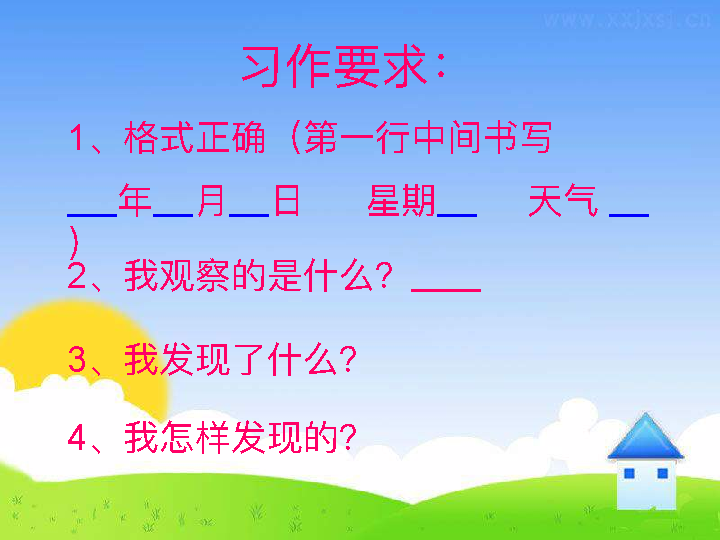 www.xxjxsj.cn
习作要求：
1、格式正确（第一行中间书写
___年__月__日 星期__ 天气 __
）
2、我观察的是什么？____
3、我发现了什么？
4、我怎样发现的？